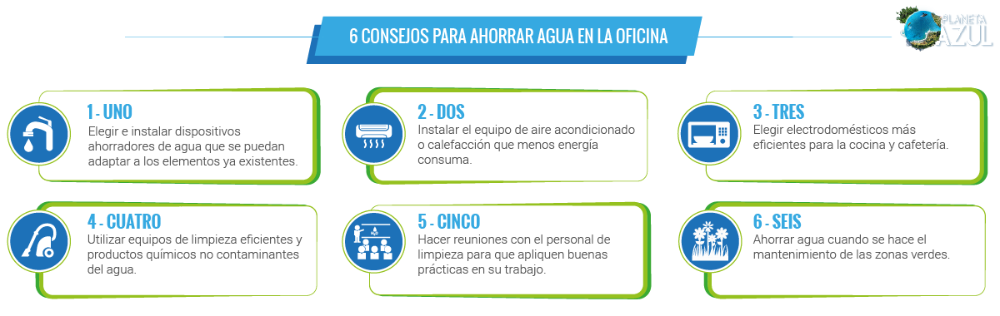 6 CONSEJOS PARA AHORRAR AGUA EN LA OFICINA
PLANETA
AZUL
1 - UNO
Elegir e instalar dispositivos
ahorradores de agua que se puedan
adaptar a los elementos ya existentes.
2 - DOS
Instalar el equipo de aire acondicionado
o calefacción que menos energía
consuma.
3 - TRES
Elegir electrodomésticos más
eficientes para la cocina y cafetería.
4 - CUATRO
Utilizar equipos de limpieza eficientes y
productos químicos no contaminantes
del agua.
5 - CINCO
Hacer reuniones con el personal de
limpieza para que apliquen buenas
prácticas en su trabajo.
6 - SEIS
Ahorrar agua cuando se hace el
mantenimiento de las zonas verdes.